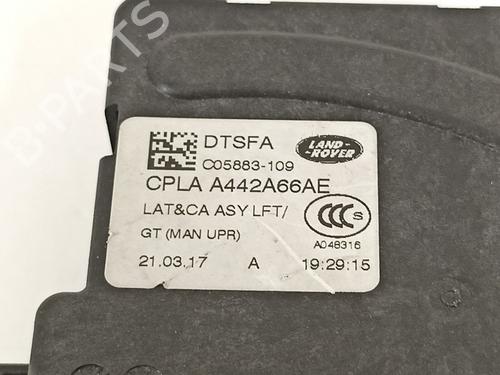 B-PARTS
DTSFA
C05883-109
LAND-
ROVER
CPLA A442A66AE
LAT&CA ASY LFT/
GT (MAN UPR)
CCC S
A048316
21.03.17 A 19:29:15